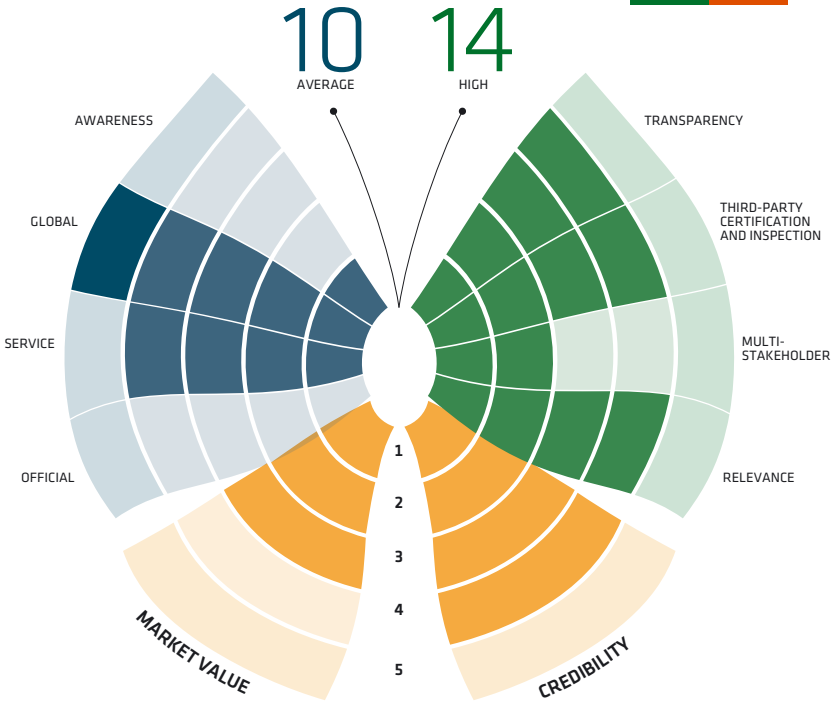 10
14
AVERAGE
HIGH
AWARENESS
TRANSPARENCY
GLOBAL
THIRD-PARTY
CERTIFICATION
AND INSPECTION
SERVICE
MULTI-
STAKEHOLDER
OFFICIAL
RELEVANCE
1
2
3
4
5
MARKET VALUE
CREDIBILITY